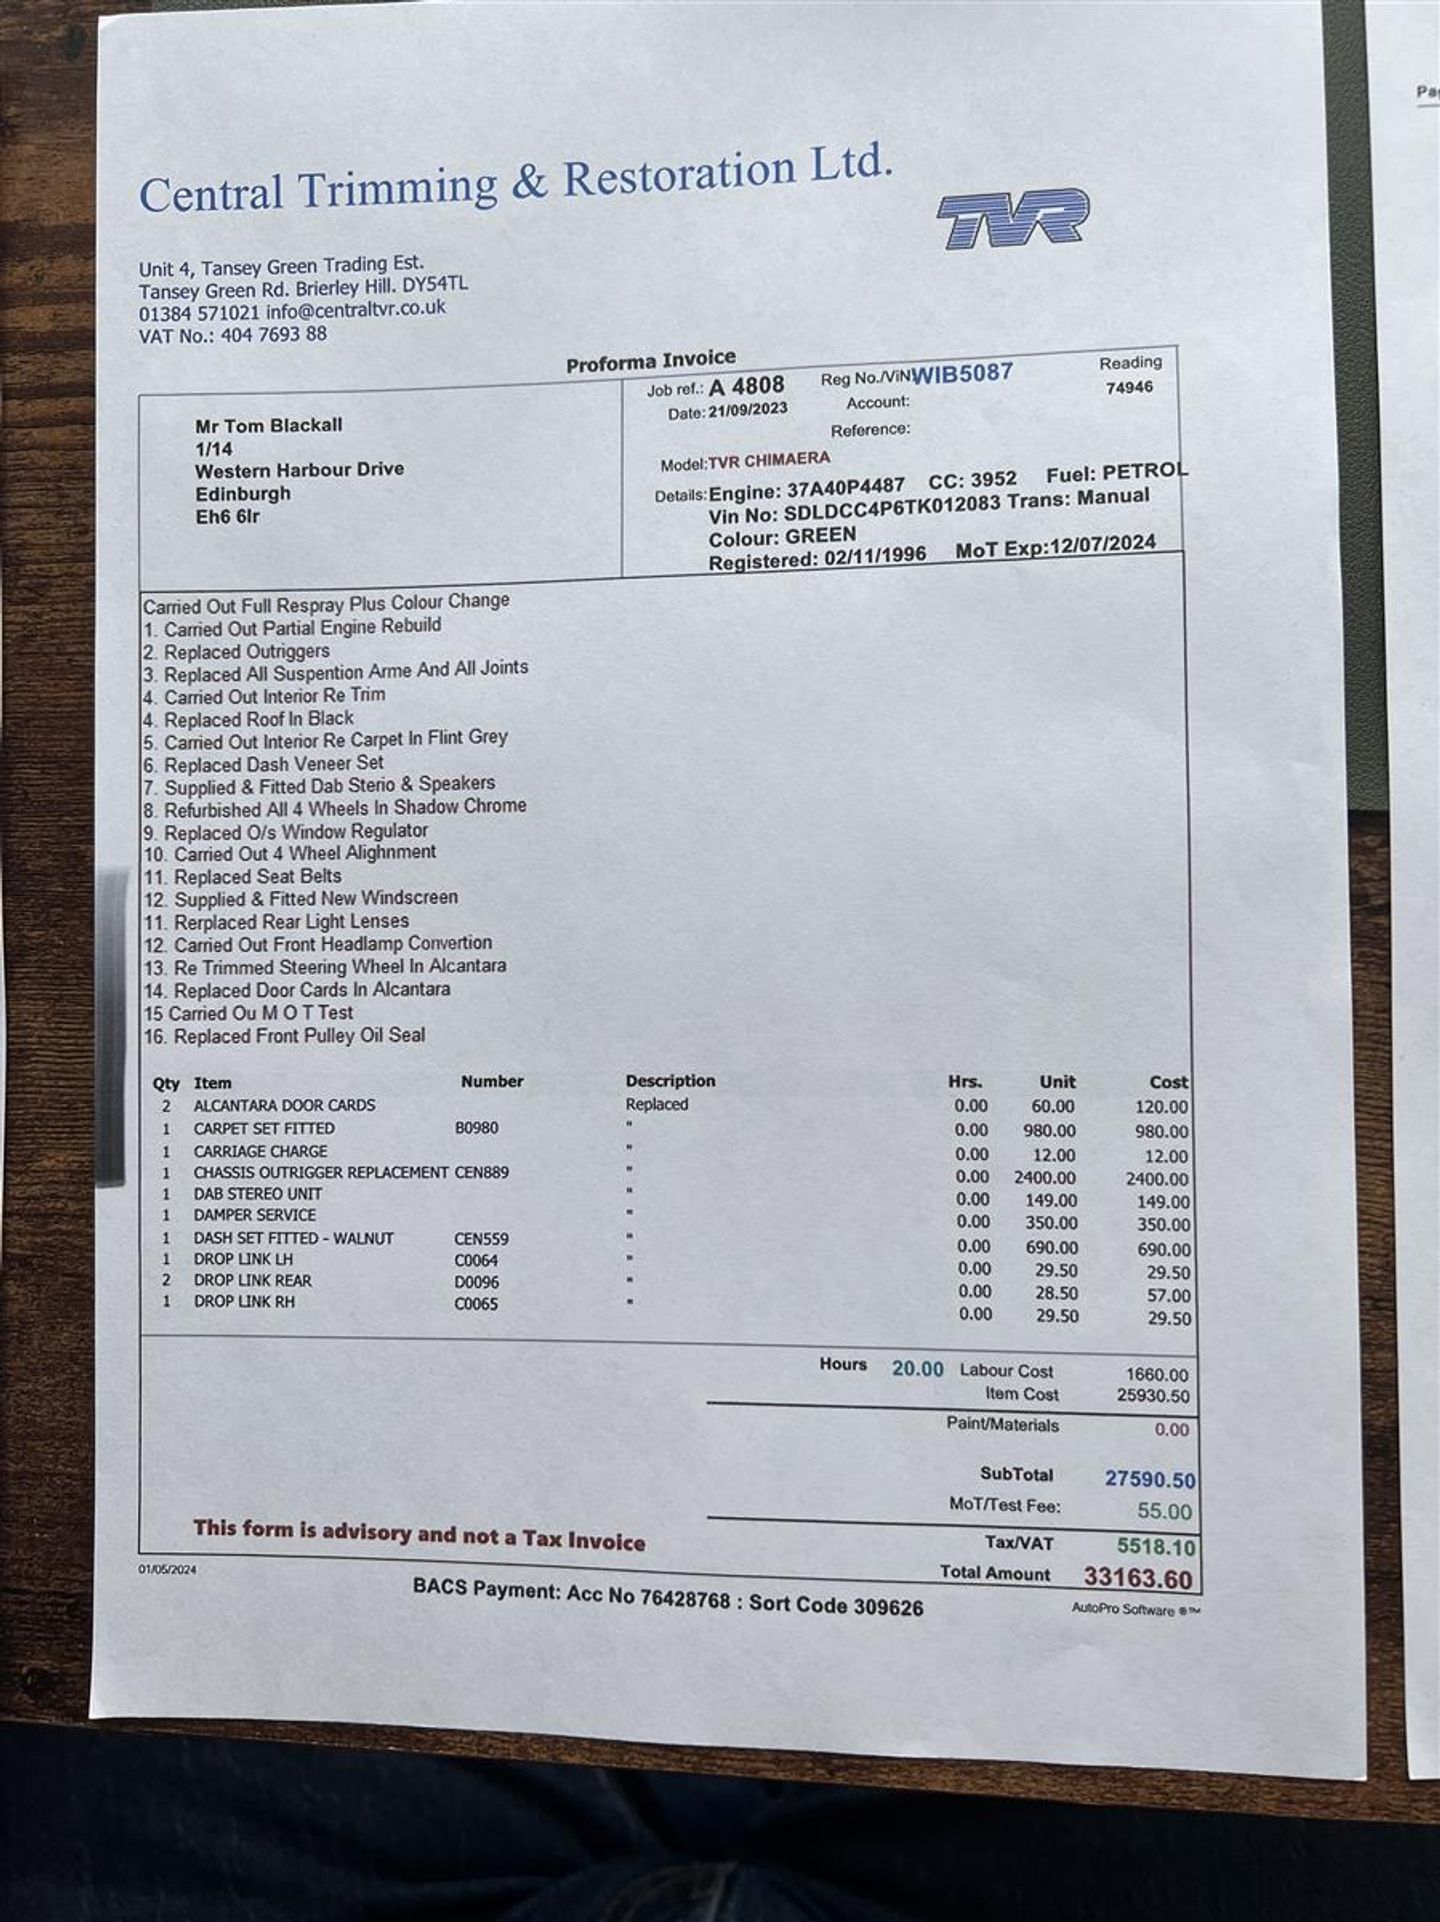 Pa
Central Trimming & Restoration Ltd.
TVR
Unit 4, Tansey Green Trading Est.
Tansey Green Rd. Brierley Hill. DY54TL
01384 571021 info@centraltvr.co.uk
VAT No.: 404 7693 88
Proforma Invoice
Mr Tom Blackall
1/14
Western Harbour Drive
Edinburgh
Eh6 6lr
Job ref.: A 4808 Reg No./ViN WIB5087 Reading
Date: 21/09/2023 Account: 74946
Reference:
Model: TVR CHIMAERA
Details: Engine: 37A40P4487 CC: 3952 Fuel: PETROL
Vin No: SDLDCC4P6TK012083 Trans: Manual
Colour: GREEN
Registered: 02/11/1996 MoT Exp:12/07/2024
Carried Out Full Respray Plus Colour Change
1. Carried Out Partial Engine Rebuild
2. Replaced Outriggers
3. Replaced All Suspention Arme And All Joints
4. Carried Out Interior Re Trim
4. Replaced Roof In Black
5. Carried Out Interior Re Carpet In Flint Grey
6. Replaced Dash Veneer Set
7. Supplied & Fitted Dab Sterio & Speakers
8. Refurbished All 4 Wheels In Shadow Chrome
9. Replaced O/s Window Regulator
10. Carried Out 4 Wheel Alighnment
11. Replaced Seat Belts
12. Supplied & Fitted New Windscreen
11. Rerplaced Rear Light Lenses
12. Carried Out Front Headlamp Convertion
13. Re Trimmed Steering Wheel In Alcantara
14. Replaced Door Cards In Alcantara
15 Carried Ou M O T Test
16. Replaced Front Pulley Oil Seal
Qty Item Number Description Hrs. Unit Cost
2 ALCANTARA DOOR CARDS Replaced 0.00 60.00 120.00
1 CARPET SET FITTED B0980 " 0.00 980.00 980.00
1 CARRIAGE CHARGE " 0.00 12.00 12.00
1 CHASSIS OUTRIGGER REPLACEMENT CEN889 " 0.00 2400.00 2400.00
1 DAB STEREO UNIT " 0.00 149.00 149.00
1 DAMPER SERVICE " 0.00 350.00 350.00
1 DASH SET FITTED - WALNUT CEN559 " 0.00 690.00 690.00
1 DROP LINK LH C0064 " 0.00 29.50 29.50
2 DROP LINK REAR D0096 " 0.00 28.50 57.00
1 DROP LINK RH C0065 " 0.00 29.50 29.50
Hours 20.00 Labour Cost 1660.00
Item Cost 25930.50
Paint/Materials 0.00
SubTotal 27590.50
MoT/Test Fee: 55.00
This form is advisory and not a Tax Invoice
Tax/VAT 5518.10
Total Amount 33163.60
01/05/2024
BACS Payment: Acc No 76428768 : Sort Code 309626
AutoPro Software ®™